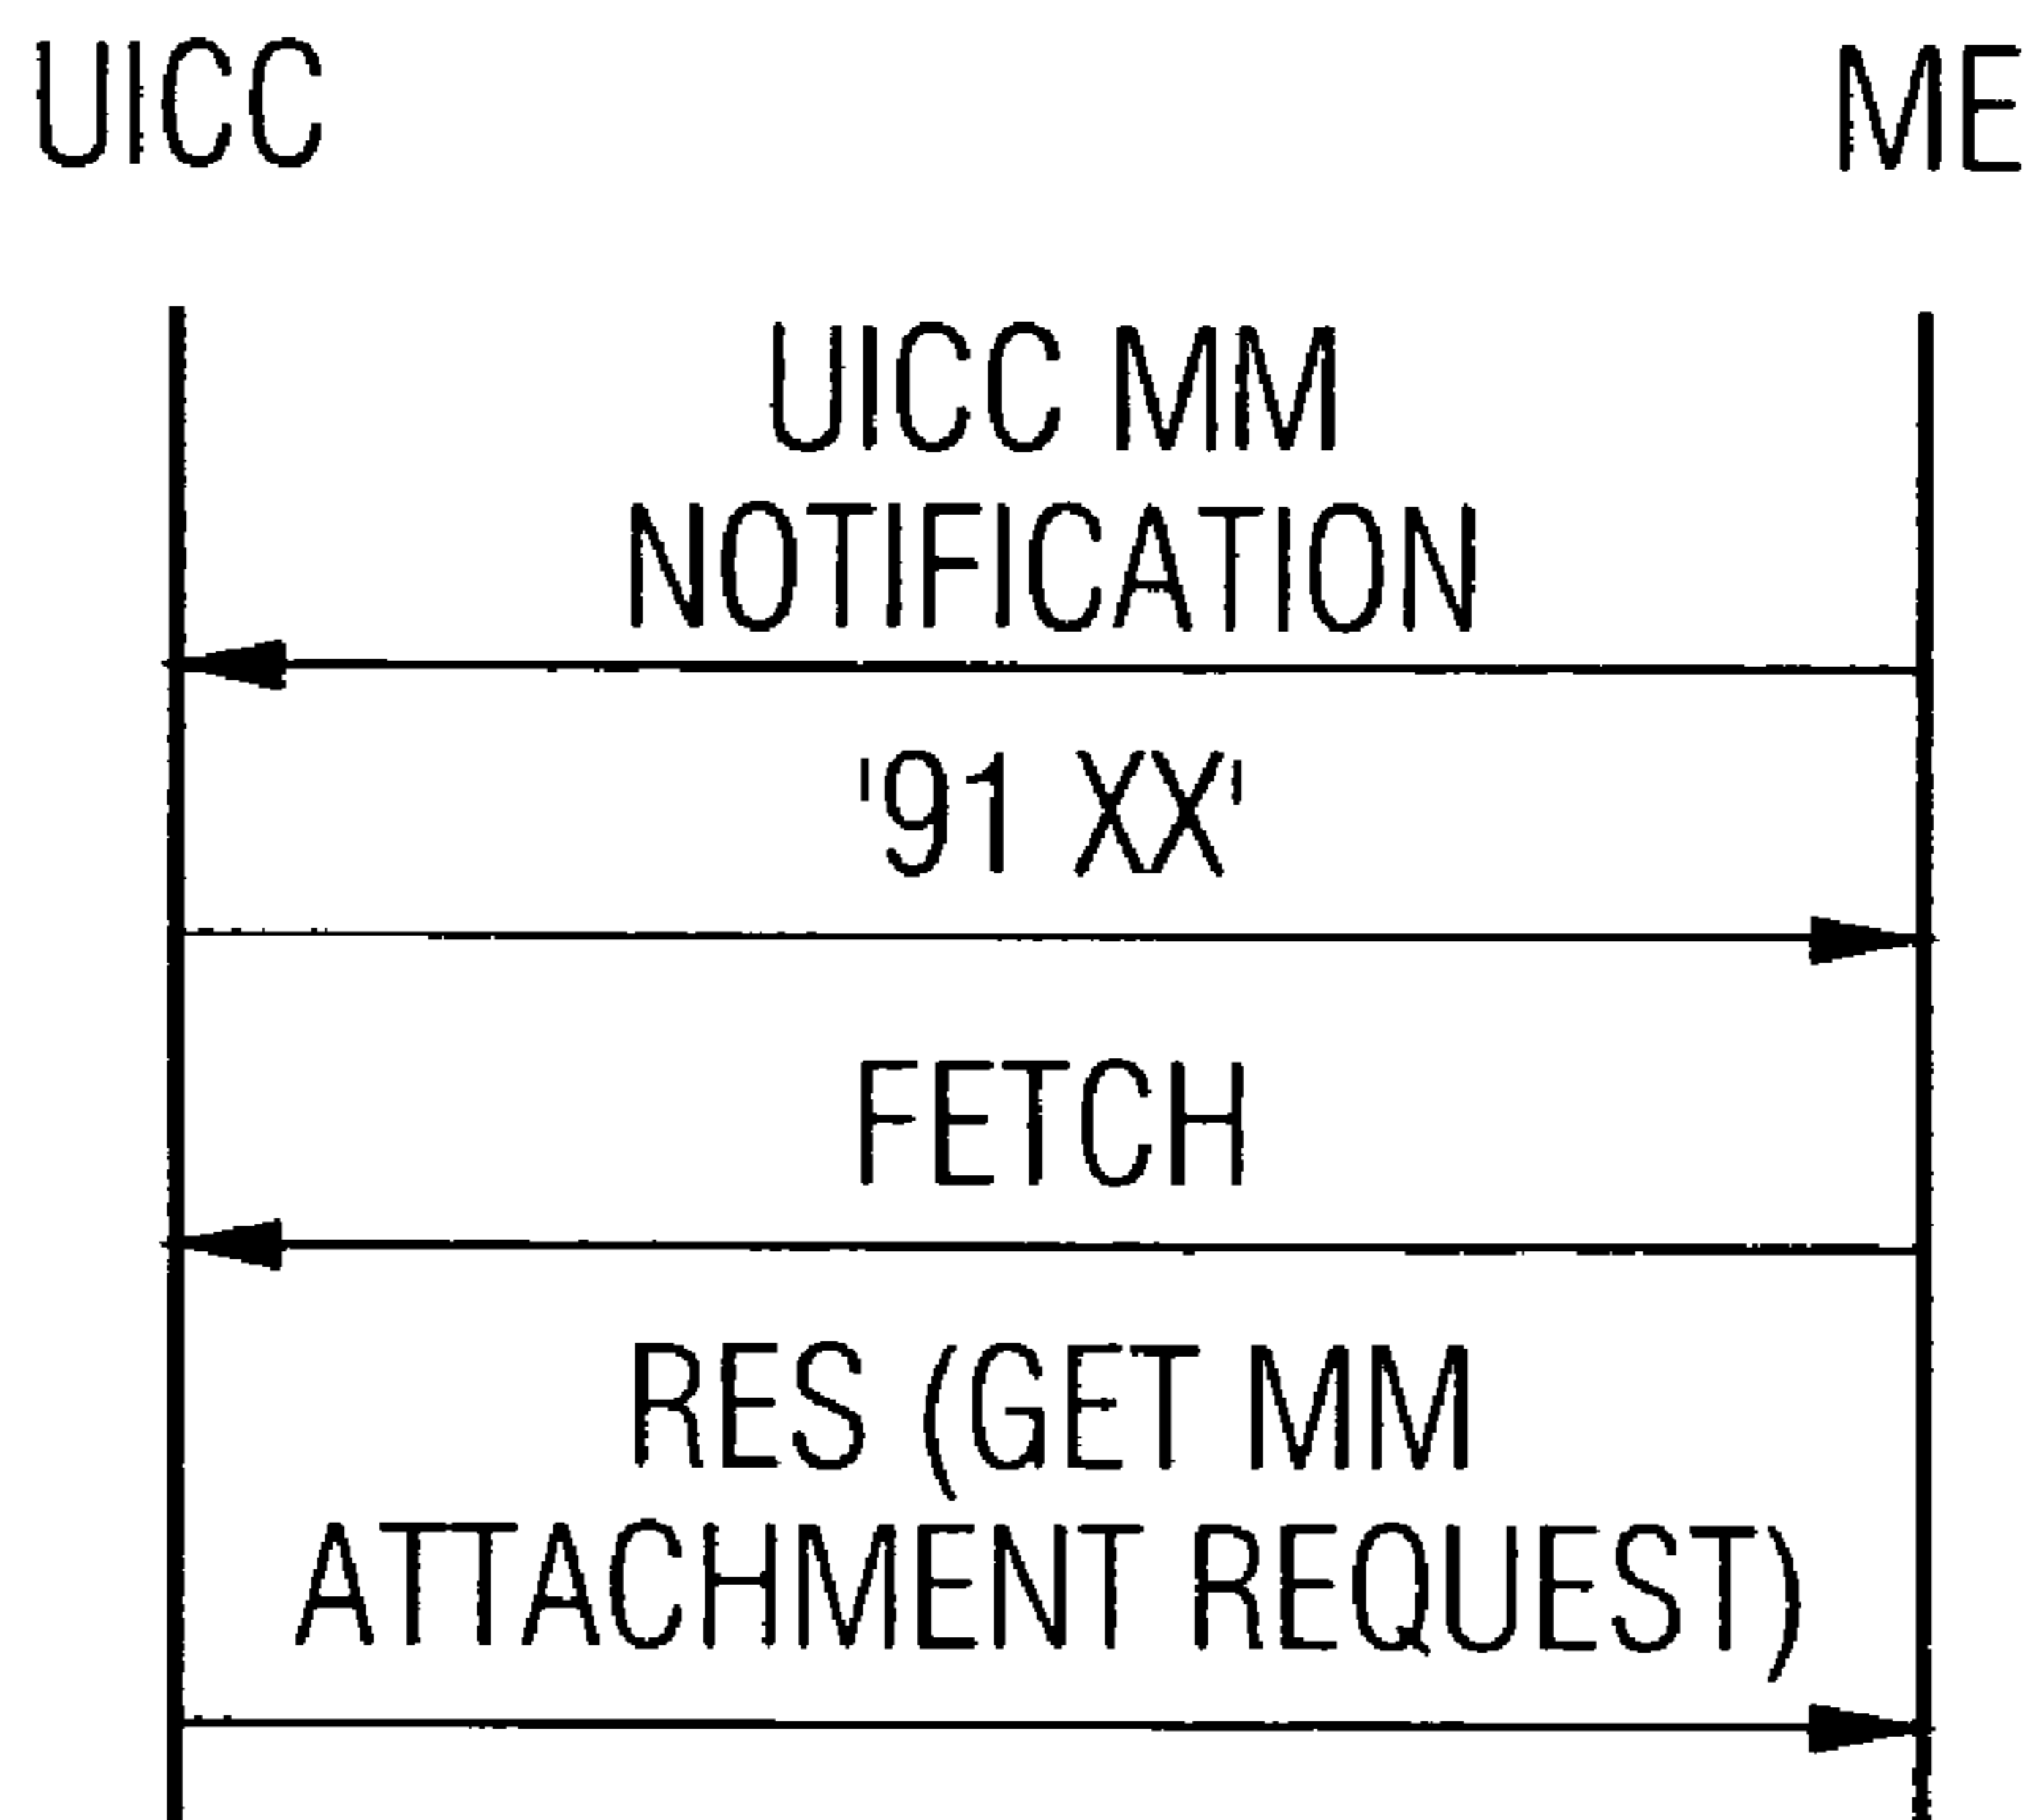 UICC ME
UICC MM
NOTIFICATION
'91 XX'
FETCH
RES (GET MM
ATTACHMENT REQUEST)